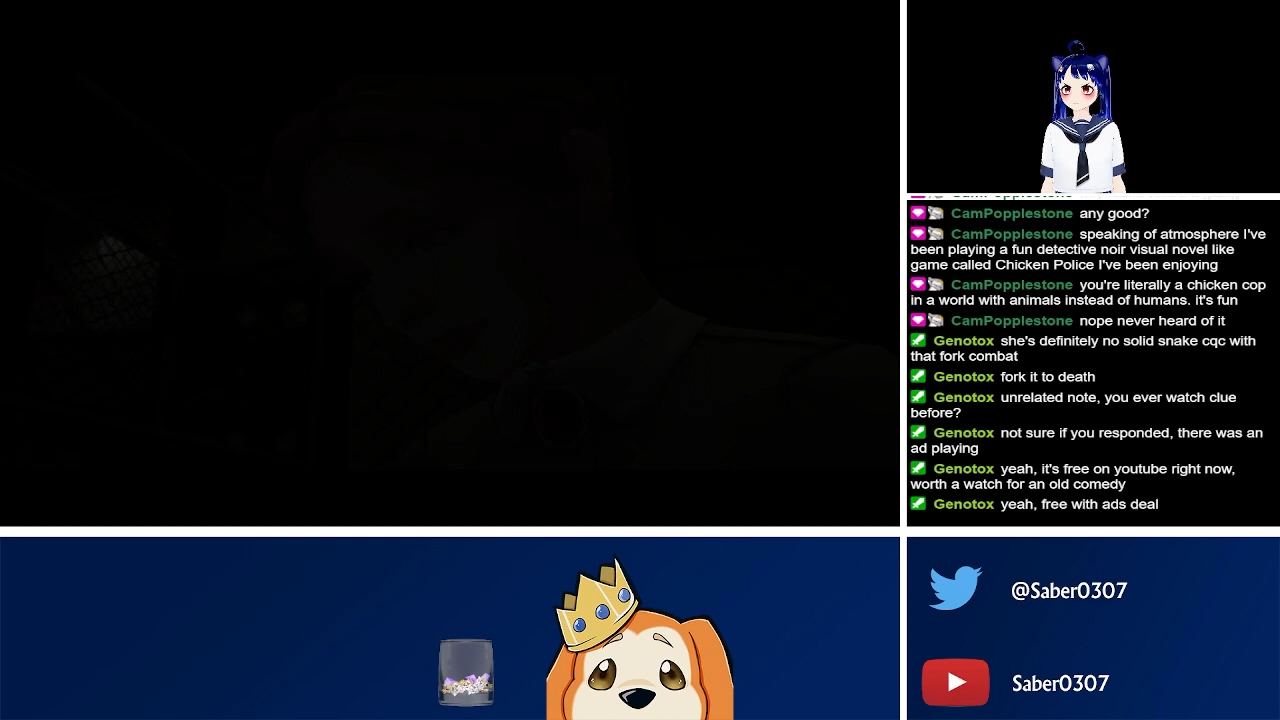 CamPopplestone any good?
CamPopplestone speaking of atmosphere I've
been playing a fun detective noir visual novel like
game called Chicken Police I've been enjoying
CamPopplestone you're literally a chicken cop
in a world with animals instead of humans. it's fun
CamPopplestone nope never heard of it
Genotox she's definitely no solid snake cqc with
that fork combat
Genotox fork it to death
Genotox unrelated note, you ever watch clue
before?
Genotox not sure if you responded, there was an
ad playing
Genotox yeah, it's free on youtube right now,
worth a watch for an old comedy
Genotox yeah, free with ads deal
@Saber0307
Saber0307